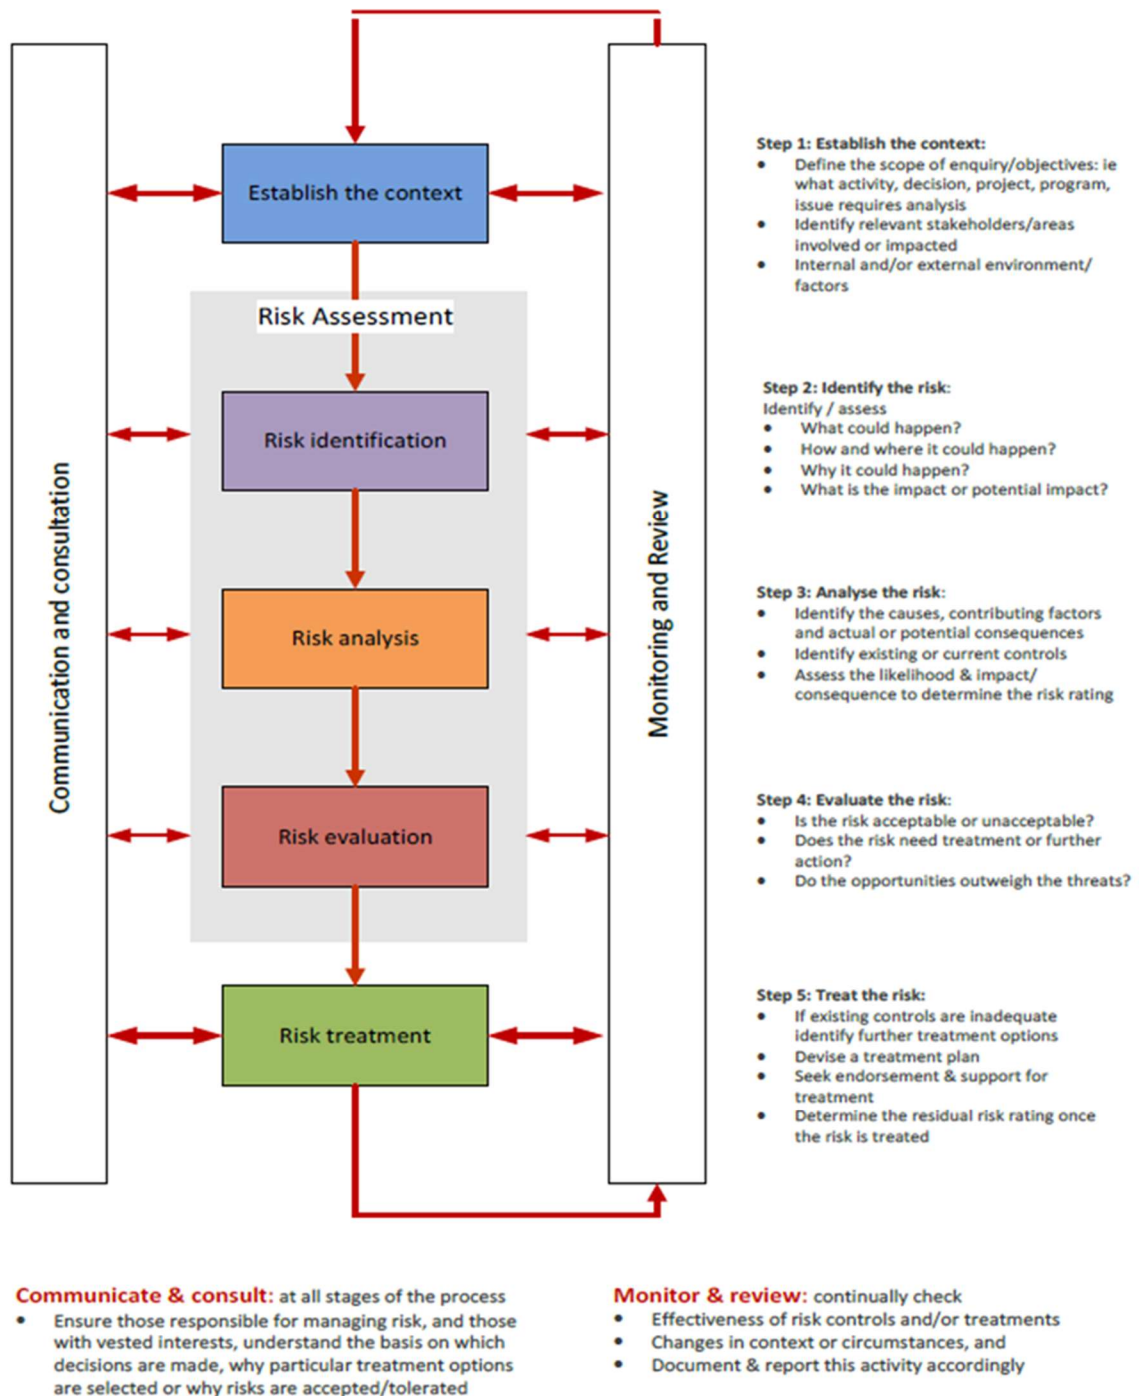 Establish the context
Risk Assessment
Risk identification
Risk analysis
Risk evaluation
Risk treatment
Communication and consultation
Monitoring and Review
Step 1: Establish the context:
• Define the scope of enquiry/objectives: ie
what activity, decision, project, program,
issue requires analysis
• Identify relevant stakeholders/areas
involved or impacted
• Internal and/or external environment/
factors
Step 2: Identify the risk:
Identify / assess
• What could happen?
• How and where it could happen?
• Why it could happen?
• What is the impact or potential impact?
Step 3: Analyse the risk:
• Identify the causes, contributing factors
and actual or potential consequences
• Identify existing or current controls
• Assess the likelihood & impact/
consequence to determine the risk rating
Step 4: Evaluate the risk:
• Is the risk acceptable or unacceptable?
• Does the risk need treatment or further
action?
• Do the opportunities outweigh the threats?
Step 5: Treat the risk:
• If existing controls are inadequate
identify further treatment options
• Devise a treatment plan
• Seek endorsement & support for
treatment
• Determine the residual risk rating once
the risk is treated
Communicate & consult: at all stages of the process
• Ensure those responsible for managing risk, and those
with vested interests, understand the basis on which
decisions are made, why particular treatment options
are selected or why risks are accepted/tolerated
Monitor & review: continually check
• Effectiveness of risk controls and/or treatments
• Changes in context or circumstances, and
• Document & report this activity accordingly